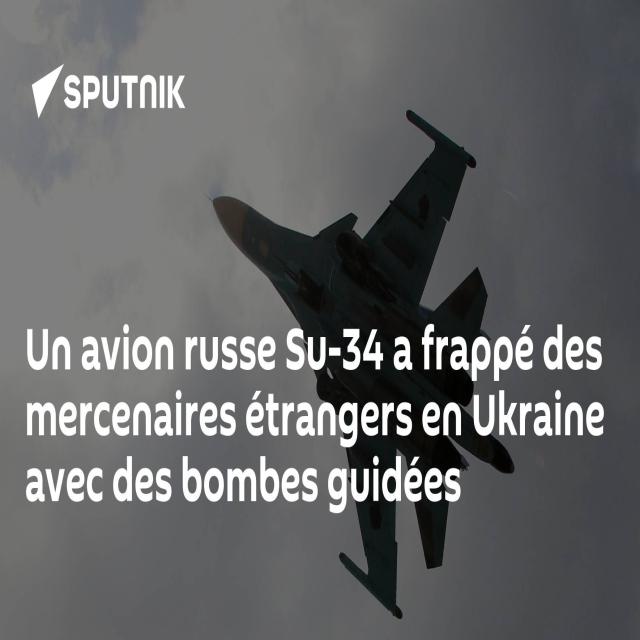 SPUTNIK
Un avion russe Su-34 a frappé des
mercenaires étrangers en Ukraine
avec des bombes guidées